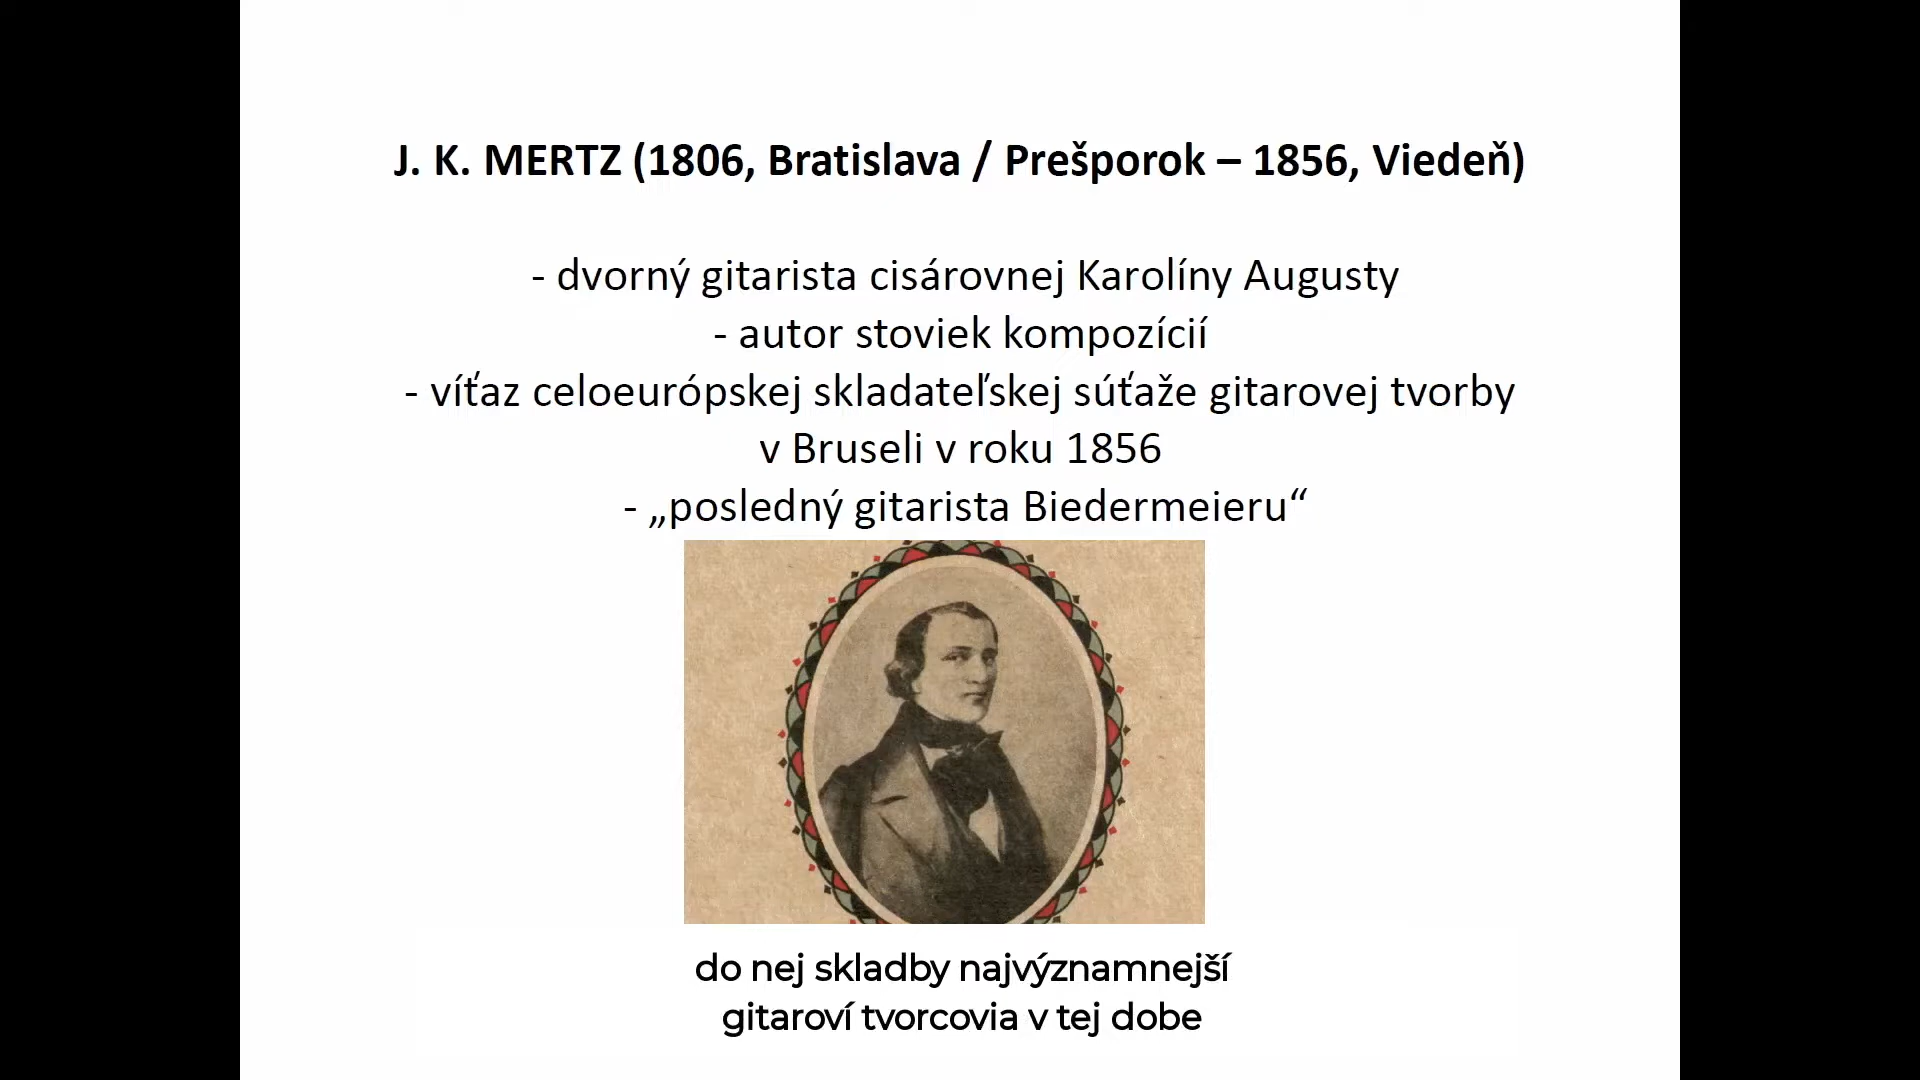 J. K. MERTZ (1806, Bratislava / Prešporok – 1856, Viedeň)
- dvorný gitarista cisárovnej Karolíny Augusty
- autor stoviek kompozícií
- víťaz celoeurópskej skladateľskej súťaže gitarovej tvorby
v Bruseli v roku 1856
- „posledný gitarista Biedermeieru“
do nej skladby najvýznamnejší
gitaroví tvorcovia v tej dobe